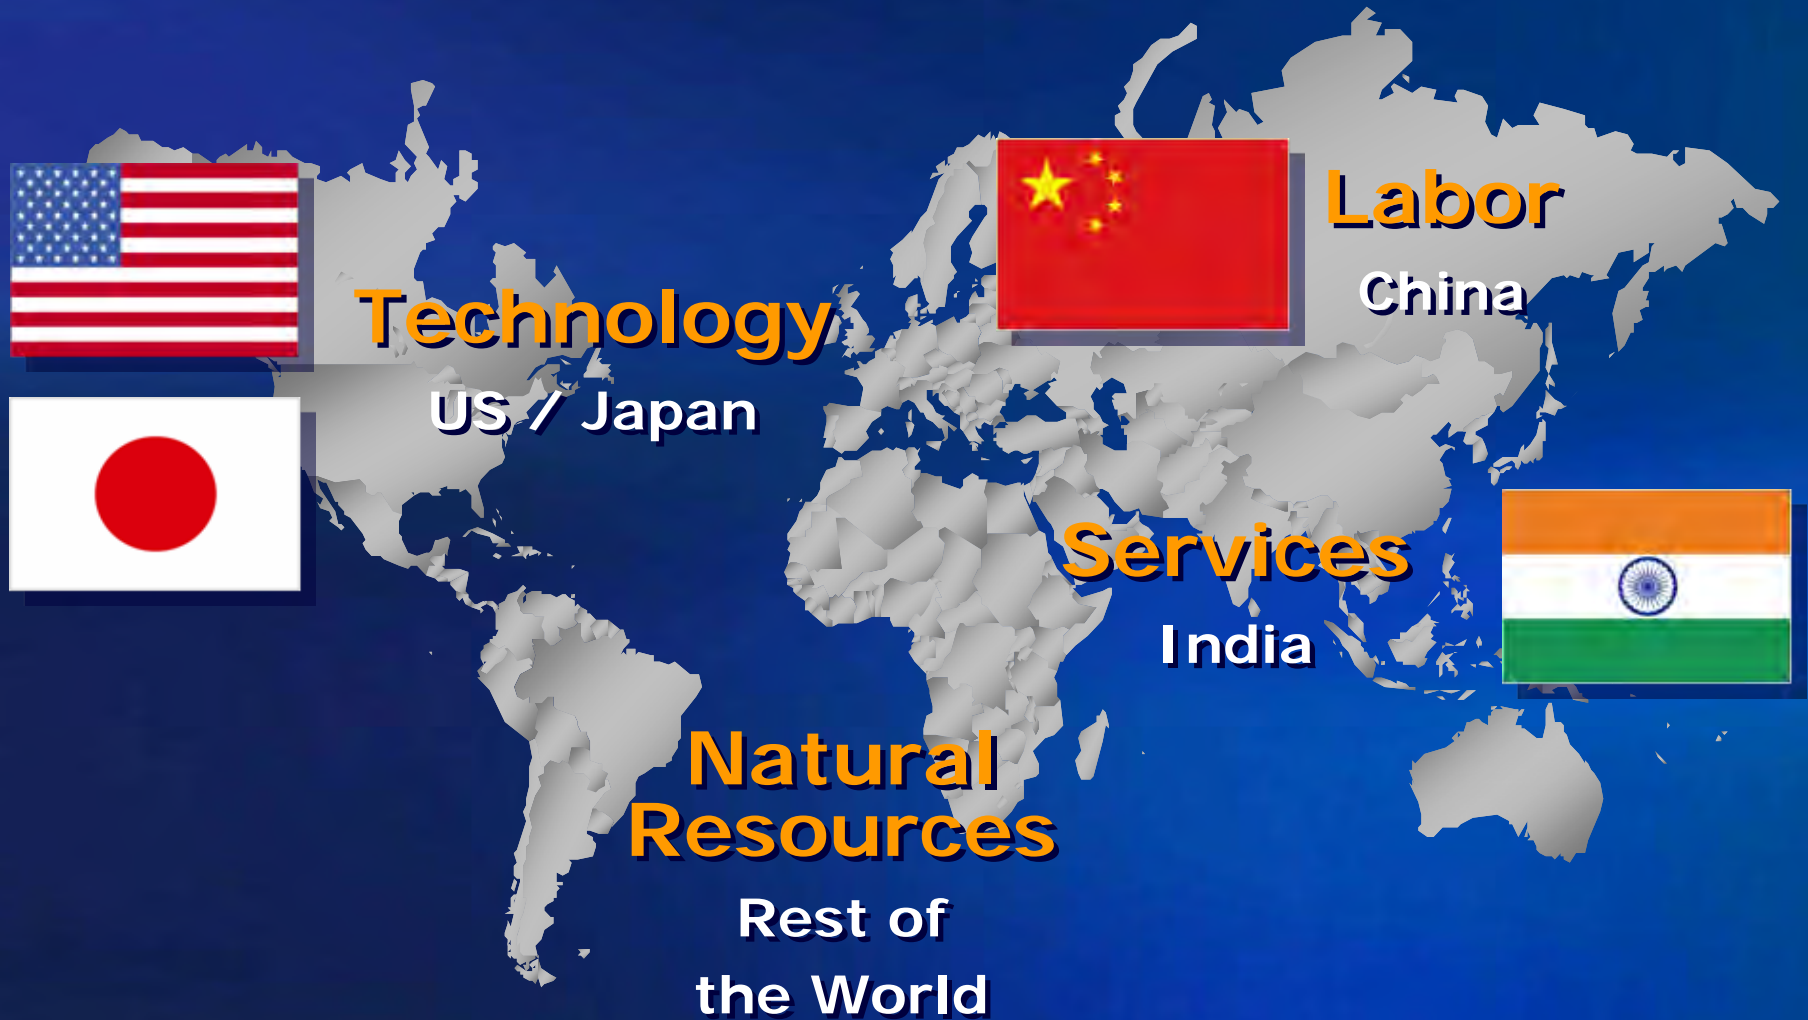 Technology
US / Japan
Labor
China
Services
India
Natural
Resources
Rest of
the World